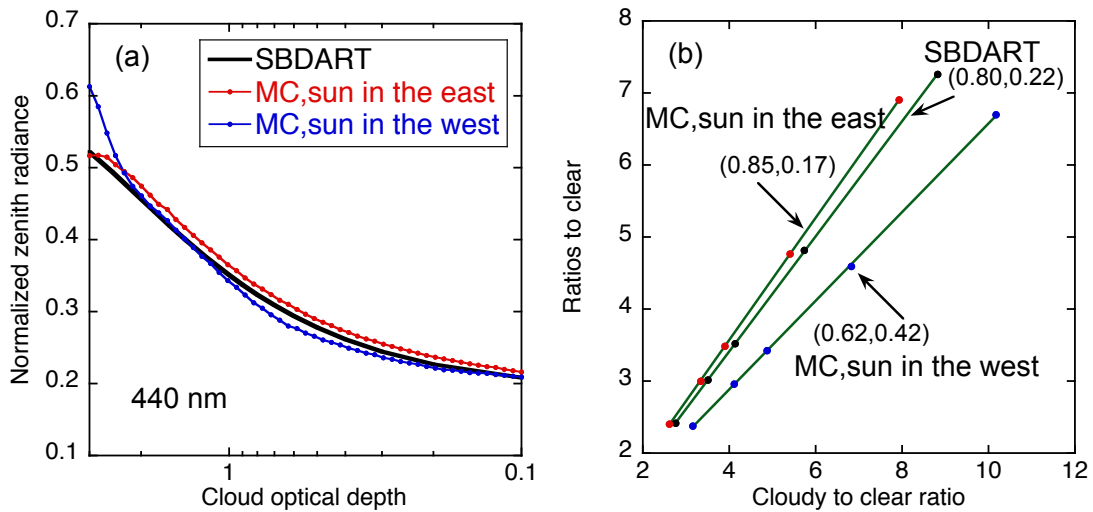 (a)
SBDART
MC,sun in the east
MC,sun in the west
440 nm
Normalized zenith radiance
0.7
0.6
0.5
0.4
0.3
0.2
0.1
2
1
0.1
Cloud optical depth
(b)
SBDART
(0.80,0.22)
MC,sun in the east
(0.85,0.17)
(0.62,0.42)
MC,sun in the west
Ratios to clear
8
7
6
5
4
3
2
2 4 6 8 10 12
Cloudy to clear ratio